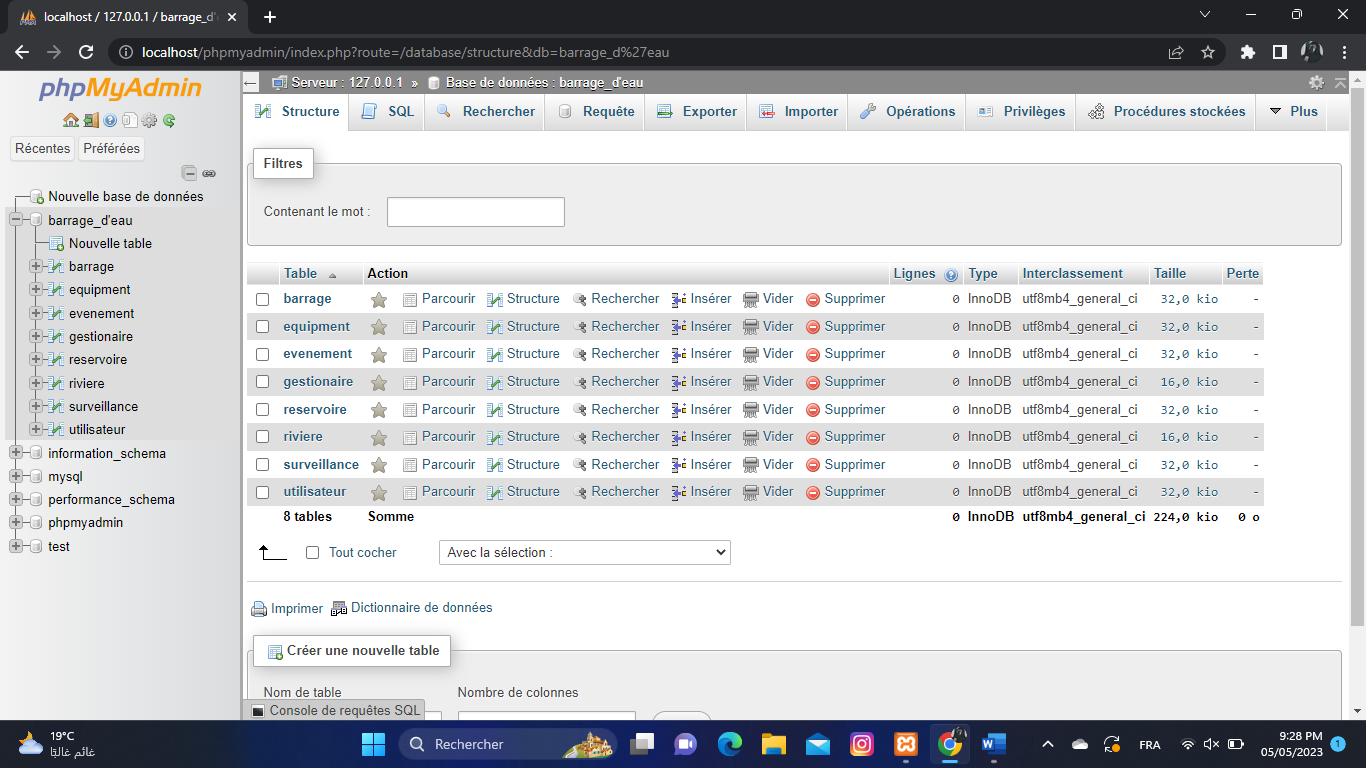 localhost / 127.0.0.1 / barrage_d'
localhost/phpmyadmin/index.php?route=/database/structure&db=barrage_d%27eau
phpMyAdmin
Récentes Préférées
Nouvelle base de données
barrage_d'eau
Nouvelle table
barrage
equipment
evenement
gestionaire
reservoire
riviere
surveillance
utilisateur
information_schema
mysql
performance_schema
phpmyadmin
test
Serveur : 127.0.0.1 » Base de données : barrage_d'eau
Structure SQL Rechercher Requête Exporter Importer Opérations Privilèges Procédures stockées Plus
Filtres
Contenant le mot :
Table Action Lignes Type Interclassement Taille Perte
barrage Parcourir Structure Rechercher Insérer Vider Supprimer 0 InnoDB utf8mb4_general_ci 32,0 kio -
equipment Parcourir Structure Rechercher Insérer Vider Supprimer 0 InnoDB utf8mb4_general_ci 32,0 kio -
evenement Parcourir Structure Rechercher Insérer Vider Supprimer 0 InnoDB utf8mb4_general_ci 32,0 kio -
gestionaire Parcourir Structure Rechercher Insérer Vider Supprimer 0 InnoDB utf8mb4_general_ci 16,0 kio -
reservoire Parcourir Structure Rechercher Insérer Vider Supprimer 0 InnoDB utf8mb4_general_ci 32,0 kio -
riviere Parcourir Structure Rechercher Insérer Vider Supprimer 0 InnoDB utf8mb4_general_ci 16,0 kio -
surveillance Parcourir Structure Rechercher Insérer Vider Supprimer 0 InnoDB utf8mb4_general_ci 32,0 kio -
utilisateur Parcourir Structure Rechercher Insérer Vider Supprimer 0 InnoDB utf8mb4_general_ci 32,0 kio -
8 tables Somme 0 InnoDB utf8mb4_general_ci 224,0 kio 0 o
Tout cocher Avec la sélection :
Imprimer Dictionnaire de données
Créer une nouvelle table
Nom de table Nombre de colonnes
Console de requêtes SQL
19°C
غائم غالبًا
Rechercher
FRA
9:28 PM
05/05/2023
1